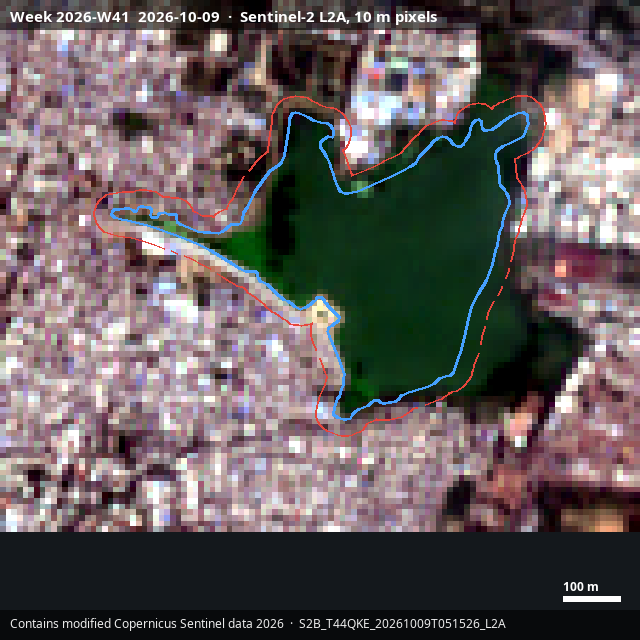 Week 2026-W41 2026-10-09 · Sentinel-2 L2A, 10 m pixels
100 m
Contains modified Copernicus Sentinel data 2026 · S2B_T44QKE_20261009T051526_L2A